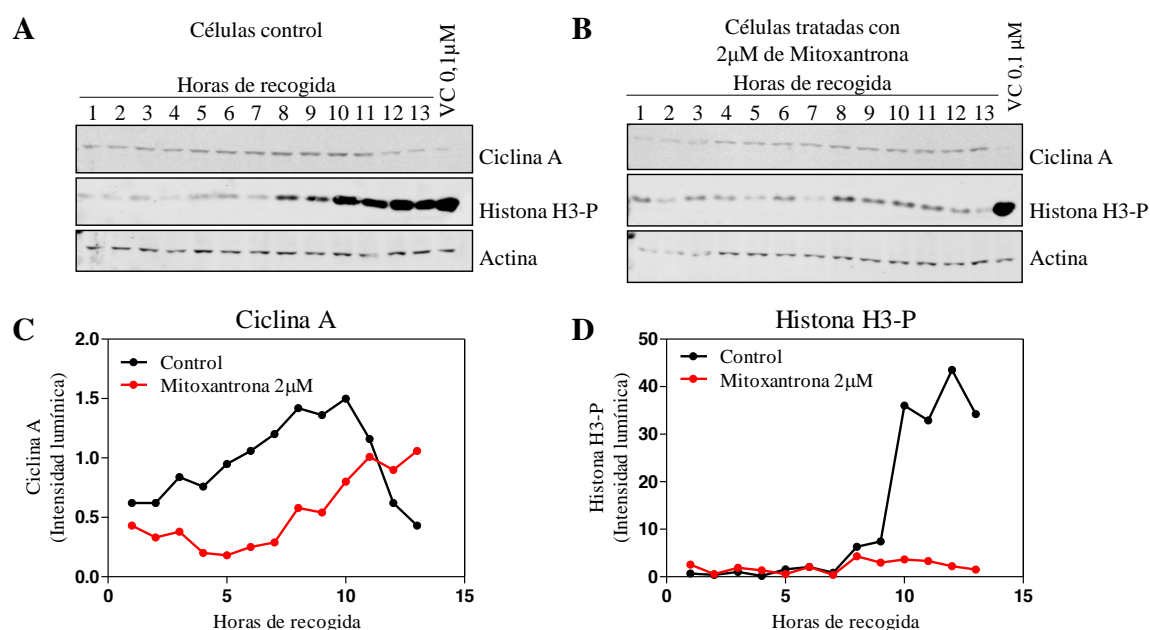 A
Células control
Horas de recogida
1 2 3 4 5 6 7 8 9 10 11 12 13
VC 0,1µM
Ciclina A
Histona H3-P
Actina
B
Células tratadas con
2µM de Mitoxantrona
Horas de recogida
1 2 3 4 5 6 7 8 9 10 11 12 13
VC 0,1 µM
Ciclina A
Histona H3-P
Actina
C
Ciclina A
2.0
1.5
1.0
0.5
0.0
Control
Mitoxantrona 2µM
Ciclina A
(Intensidad lumínica)
0 5 10 15
Horas de recogida
D
Histona H3-P
50
40
30
20
10
0
Control
Mitoxantrona 2µM
Histona H3-P
(Intensidad lumínica)
0 5 10 15
Horas de recogida